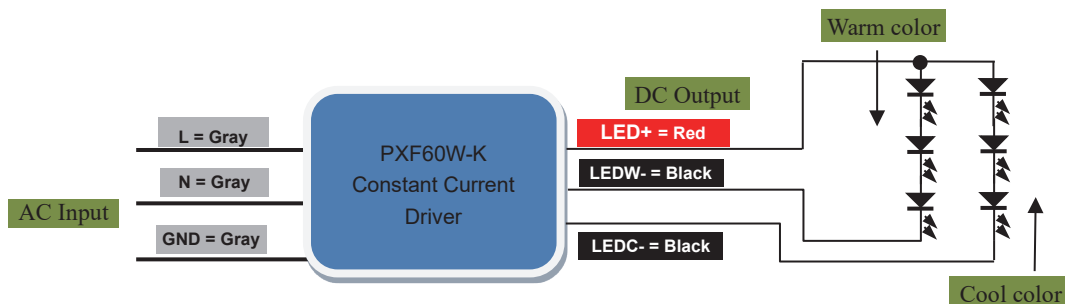 Warm color
DC Output
L = Gray
LED+ = Red
PXF60W-K
Constant Current
Driver
N = Gray
LEDW- = Black
AC Input
GND = Gray
LEDC- = Black
Cool color